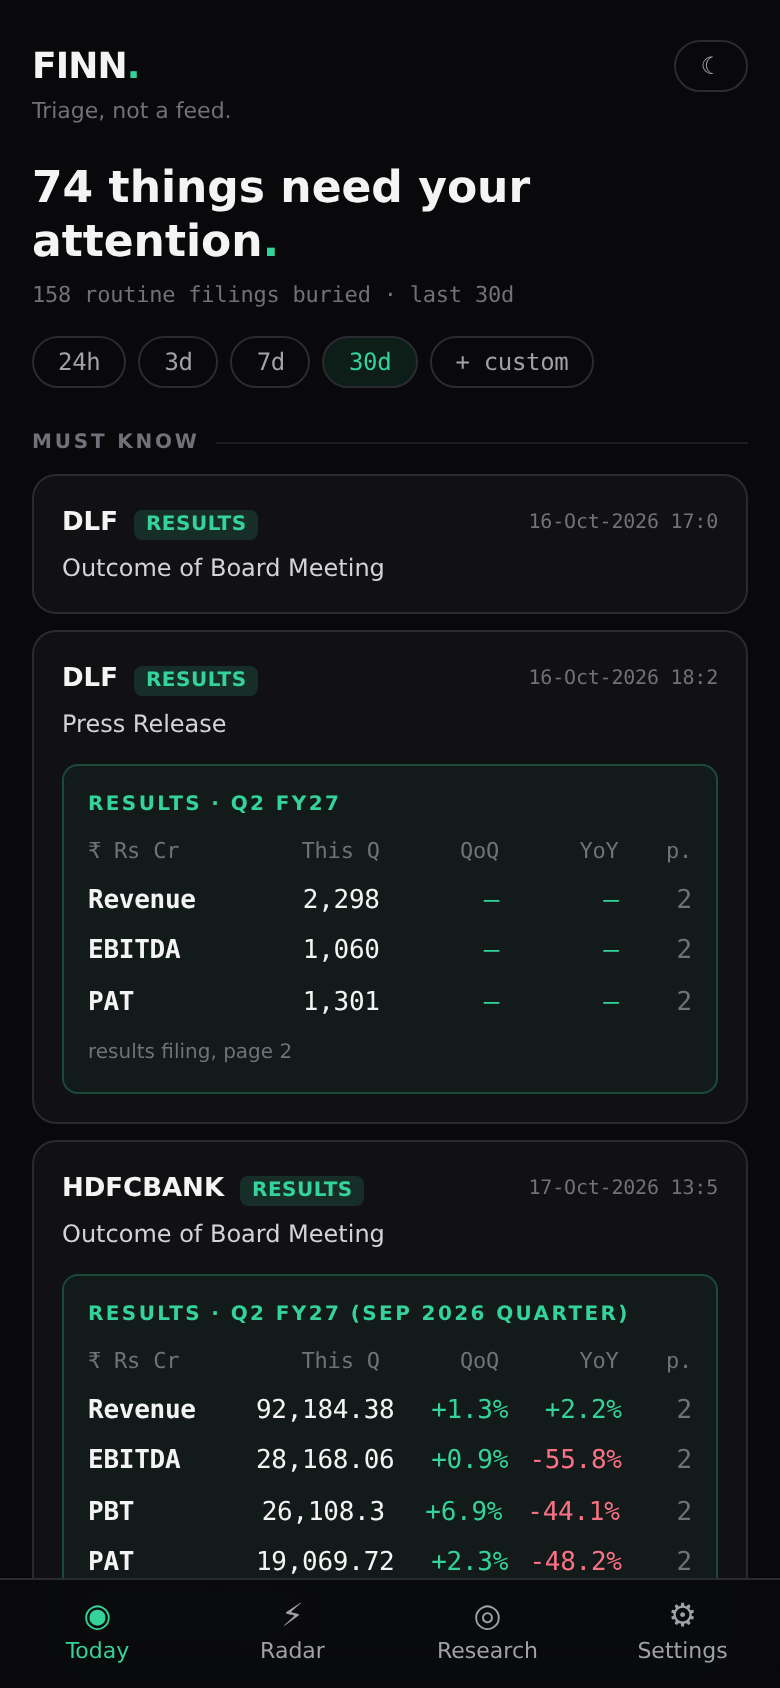 FINN.
Triage, not a feed.
74 things need your
attention.
158 routine filings buried · last 30d
24h 3d 7d 30d + custom
MUST KNOW
DLF RESULTS 16-Oct-2026 17:0
Outcome of Board Meeting
DLF RESULTS 16-Oct-2026 18:2
Press Release
RESULTS · Q2 FY27
₹ Rs Cr This Q QoQ YoY p.
Revenue 2,298 — — 2
EBITDA 1,060 — — 2
PAT 1,301 — — 2
results filing, page 2
HDFCBANK RESULTS 17-Oct-2026 13:5
Outcome of Board Meeting
RESULTS · Q2 FY27 (SEP 2026 QUARTER)
₹ Rs Cr This Q QoQ YoY p.
Revenue 92,184.38 +1.3% +2.2% 2
EBITDA 28,168.06 +0.9% -55.8% 2
PBT 26,108.3 +6.9% -44.1% 2
PAT 19,069.72 +2.3% -48.2% 2
Today Radar Research Settings